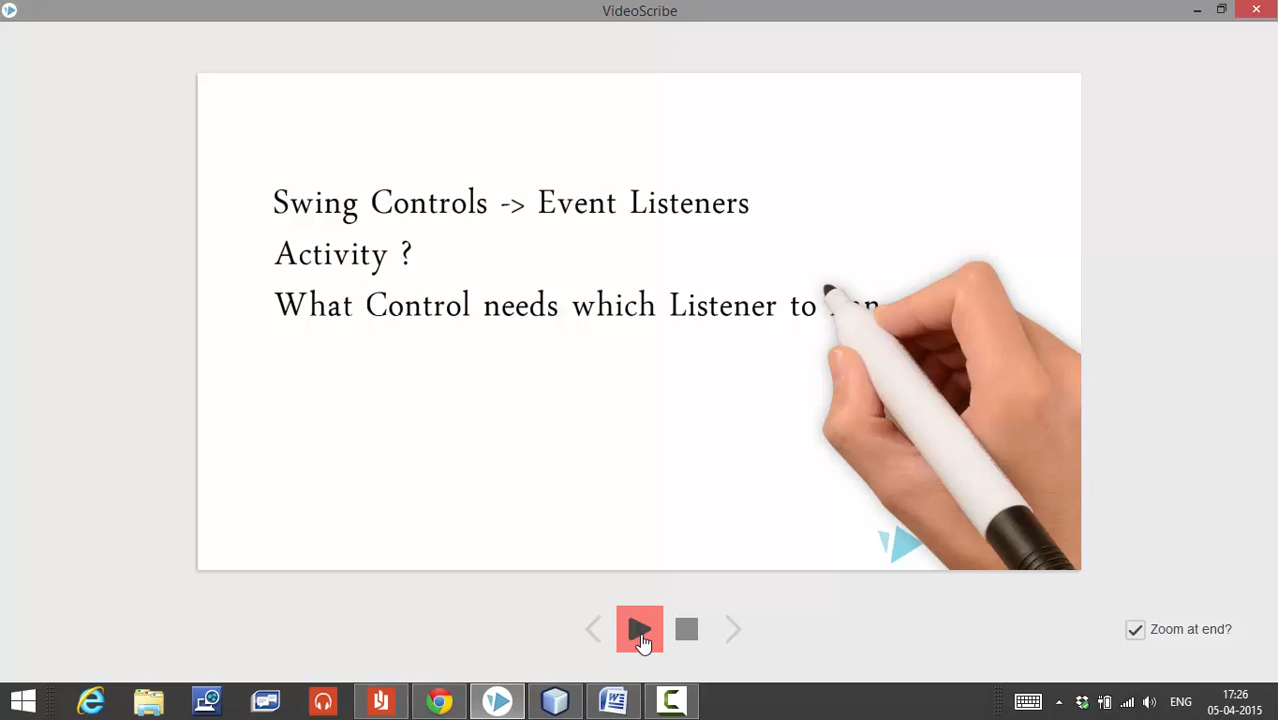 VideoScribe
Swing Controls -> Event Listeners
Activity ?
What Control needs which Listener to
Zoom at end?
ENG
17:26
05-04-2015